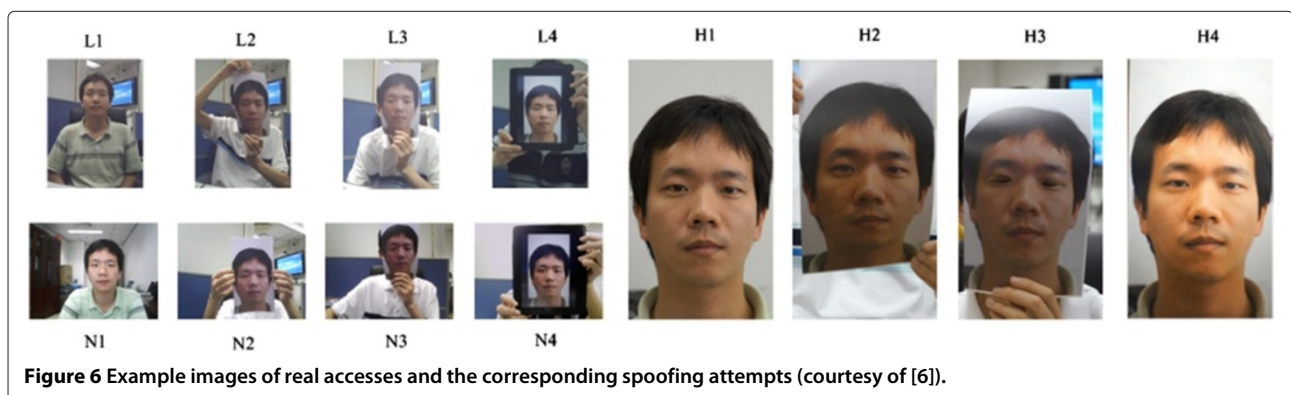 L1 L2 L3 L4 H1 H2 H3 H4
N1 N2 N3 N4
Figure 6 Example images of real accesses and the corresponding spoofing attempts (courtesy of [6]).